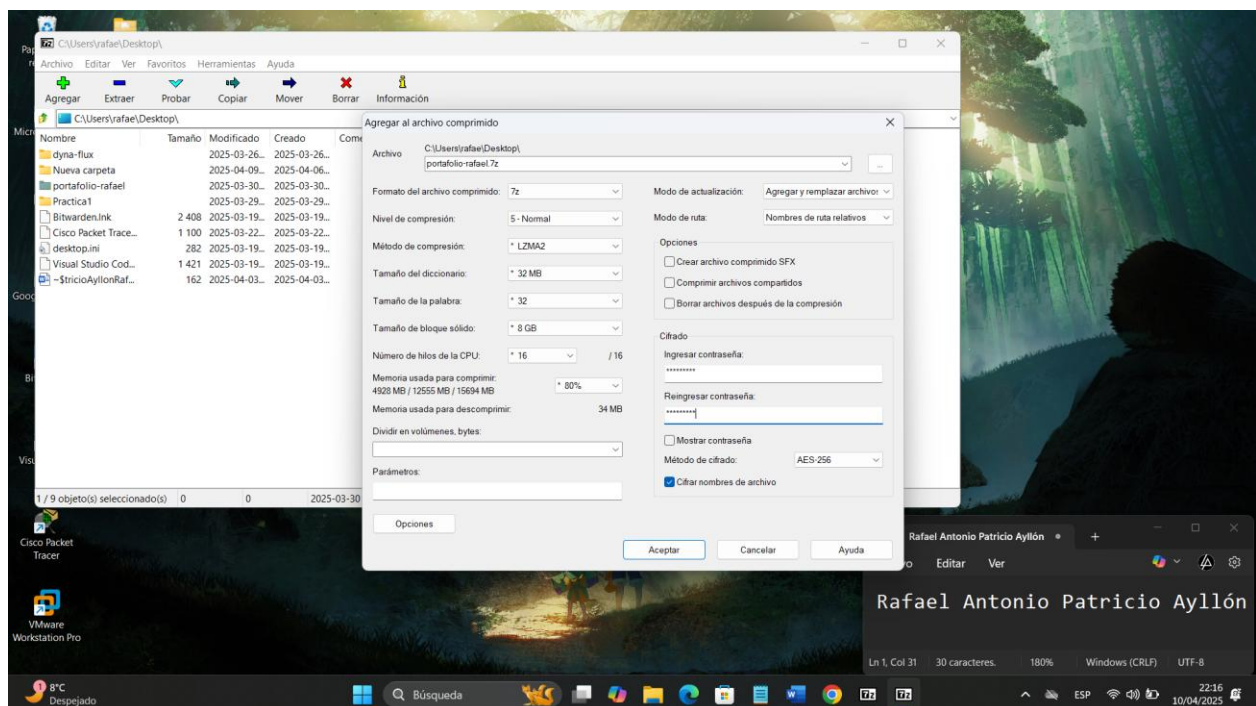 C:\Users\rafae\Desktop\
Archivo Editar Ver Favoritos Herramientas Ayuda
Agregar Extraer Probar Copiar Mover Borrar Información
C:\Users\rafae\Desktop\
Nombre Tamaño Modificado Creado Come
dyna-flux 2025-03-26... 2025-03-26...
Nueva carpeta 2025-04-09... 2025-04-06...
portafolio-rafael 2025-03-30... 2025-03-30...
Practica1 2025-03-29... 2025-03-29...
Bitwarden.lnk 2 408 2025-03-19... 2025-03-19...
Cisco Packet Trace... 1 100 2025-03-22... 2025-03-22...
desktop.ini 282 2025-03-19... 2025-03-19...
Visual Studio Cod... 1 421 2025-03-19... 2025-03-19...
~$tricioAyllonRaf... 162 2025-04-03... 2025-04-03...
1 / 9 objeto(s) seleccionado(s) 0 0 2025-03-30
Agregar al archivo comprimido
Archivo C:\Users\rafae\Desktop\
portafolio-rafael.7z
...
Formato del archivo comprimido: 7z
Nivel de compresión: 5 - Normal
Método de compresión: * LZMA2
Tamaño del diccionario: * 32 MB
Tamaño de la palabra: * 32
Tamaño de bloque sólido: * 8 GB
Número de hilos de la CPU: * 16 / 16
Memoria usada para comprimir:
4928 MB / 12555 MB / 15694 MB * 80%
Memoria usada para descomprimir: 34 MB
Dividir en volúmenes, bytes:
Parámetros:
Opciones
Modo de actualización: Agregar y remplazar archivos
Modo de ruta: Nombres de ruta relativos
Opciones
Crear archivo comprimido SFX
Comprimir archivos compartidos
Borrar archivos después de la compresión
Cifrado
Ingresar contraseña:
*********
Reingresar contraseña:
*********
Mostrar contraseña
Método de cifrado: AES-256
Cifrar nombres de archivo
Aceptar Cancelar Ayuda
Cisco Packet
Tracer
VMware
Workstation Pro
Rafael Antonio Patricio Ayllón
Editar Ver
Rafael Antonio Patricio Ayllón
Ln 1, Col 31 30 caracteres. 180% Windows (CRLF) UTF-8
1 8°C
Despejado
Búsqueda
ESP
22:16
10/04/2025